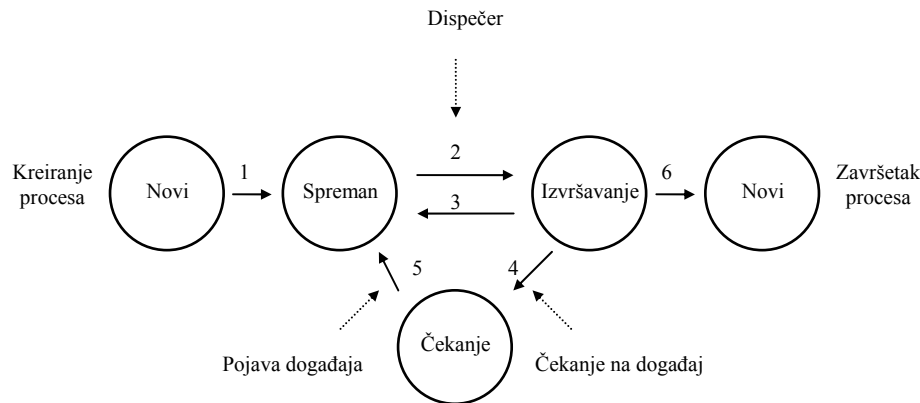 Dispečer
2
Kreiranje
procesa
Novi
1
Spreman
Izvršavanje
6
Novi
Završetak
procesa
3
5
4
Čekanje
Pojava događaja
Čekanje na događaj